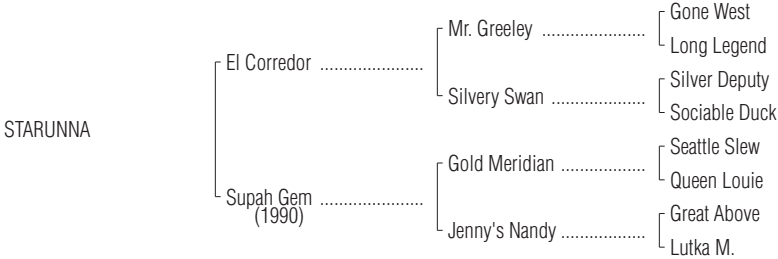 Gone West
Mr. Greeley ......................
Long Legend
El Corredor ......................
Silver Deputy
Silvery Swan ....................
Sociable Duck
STARUNNA
Seattle Slew
Gold Meridian ..................
Queen Louie
Supah Gem ......................
(1990)
Great Above
Jenny's Nandy ..................
Lutka M.